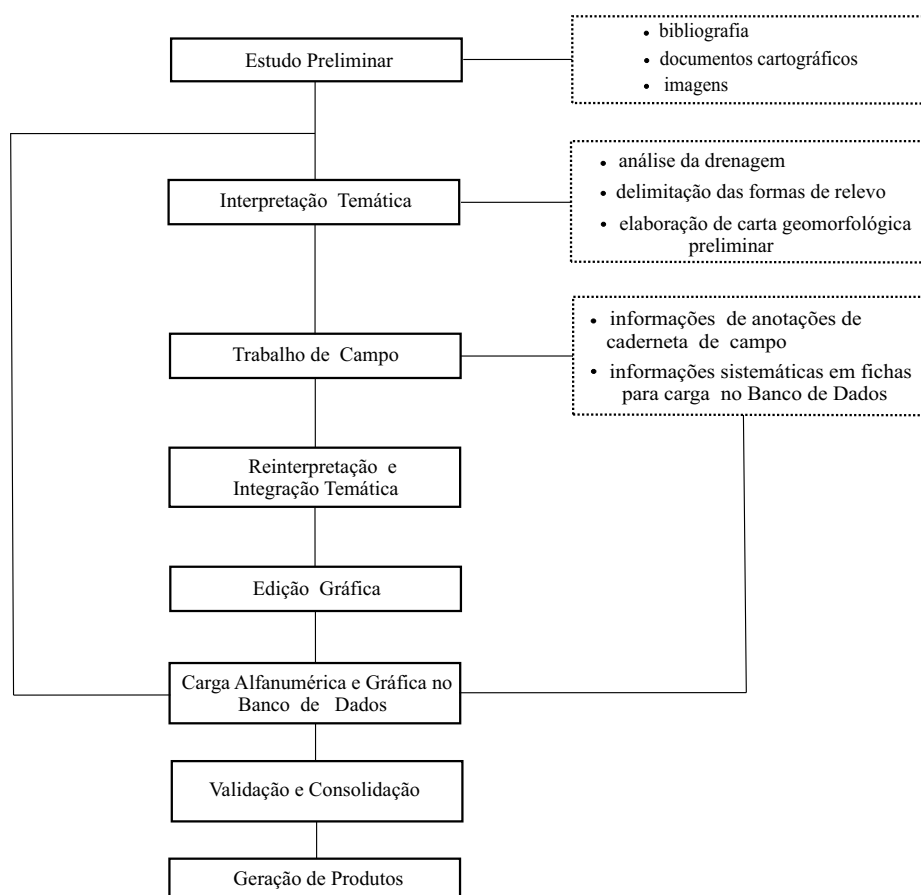 Estudo Preliminar
• bibliografia
• documentos cartográficos
• imagens
Interpretação Temática
• análise da drenagem
• delimitação das formas de relevo
• elaboração de carta geomorfológica
preliminar
Trabalho de Campo
• informações de anotações de
caderneta de campo
• informações sistemáticas em fichas
para carga no Banco de Dados
Reinterpretação e
Integração Temática
Edição Gráfica
Carga Alfanumérica e Gráfica no
Banco de Dados
Validação e Consolidação
Geração de Produtos